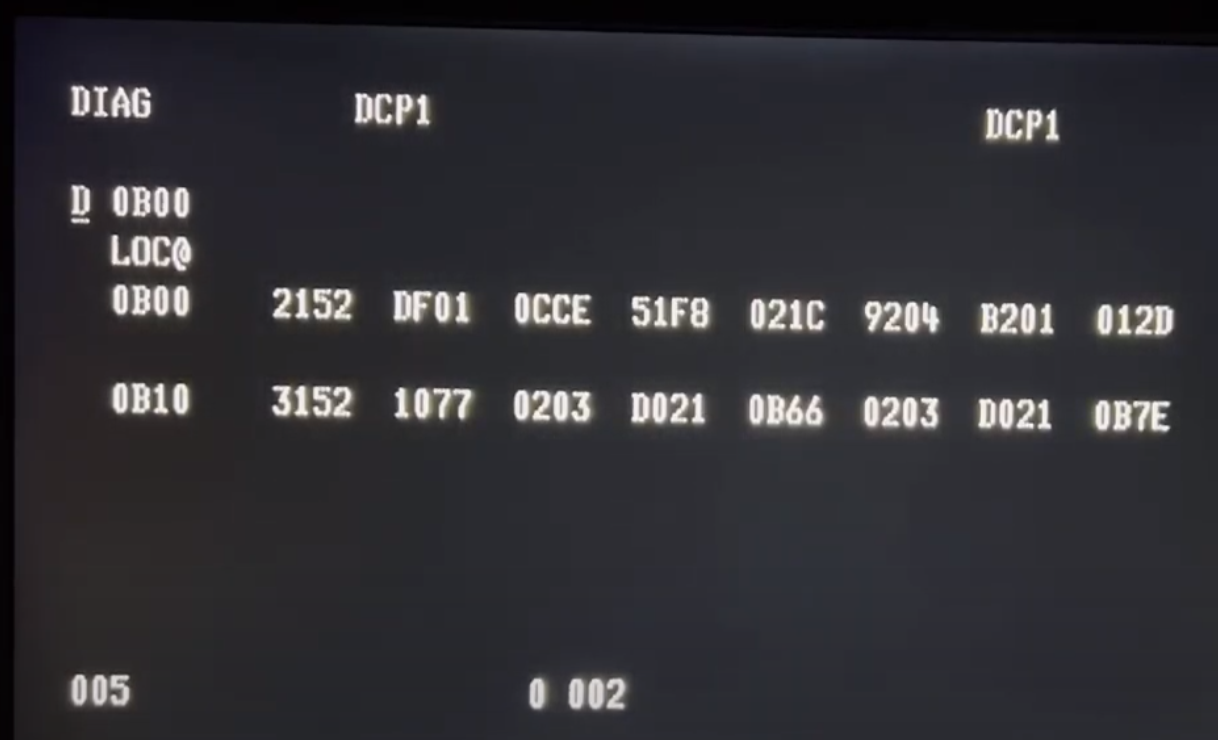 DIAG DCP1 DCP1
D 0B00
LOC@
0B00 2152 DF01 0CCE 51F8 021C 9204 B201 012D
0B10 3152 1077 0203 D021 0B66 0203 D021 0B7E
005 0 002